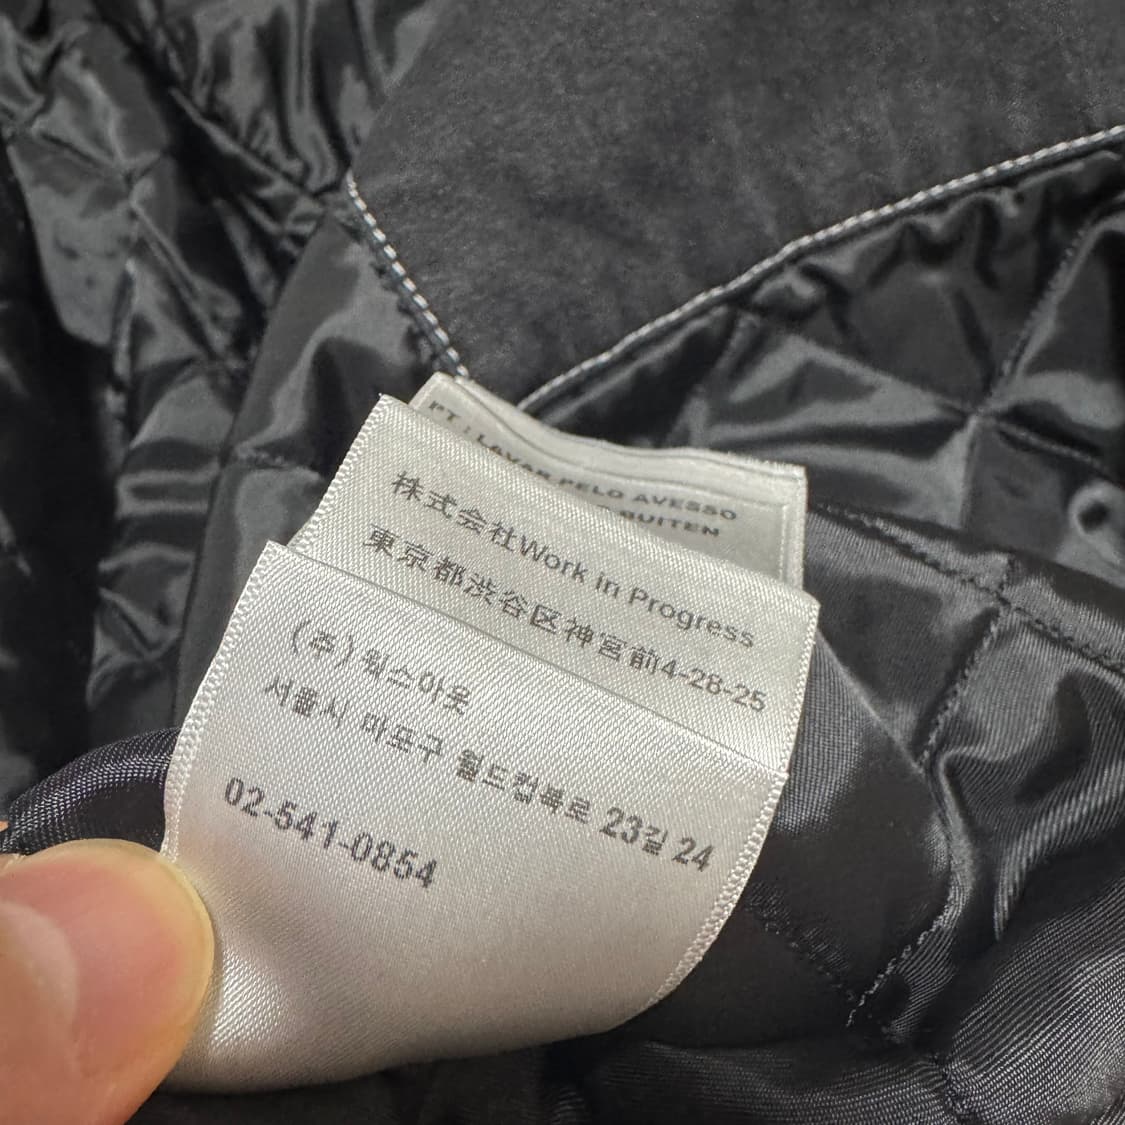 PT : LAVAR PELO AVESSO
BUITEN
株式会社Work in Progress
東京都渋谷区神宮前4-28-25
(주) 웍스아웃
서울시 마포구 월드컵북로 23길 24
02-541-0854